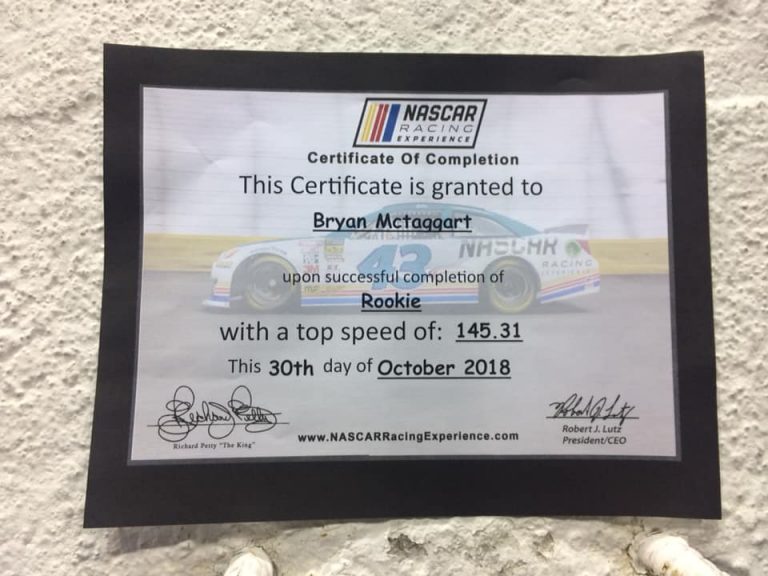 NASCAR
RACING
EXPERIENCE
Certificate Of Completion
This Certificate is granted to
Bryan Mctaggart
43
NASCAR
RACING
EXPERIENCE
upon successful completion of
Rookie
with a top speed of: 145.31
This 30th day of October 2018
Richard Petty "The King"
www.NASCARRacingExperience.com
Robert J. Lutz
President/CEO